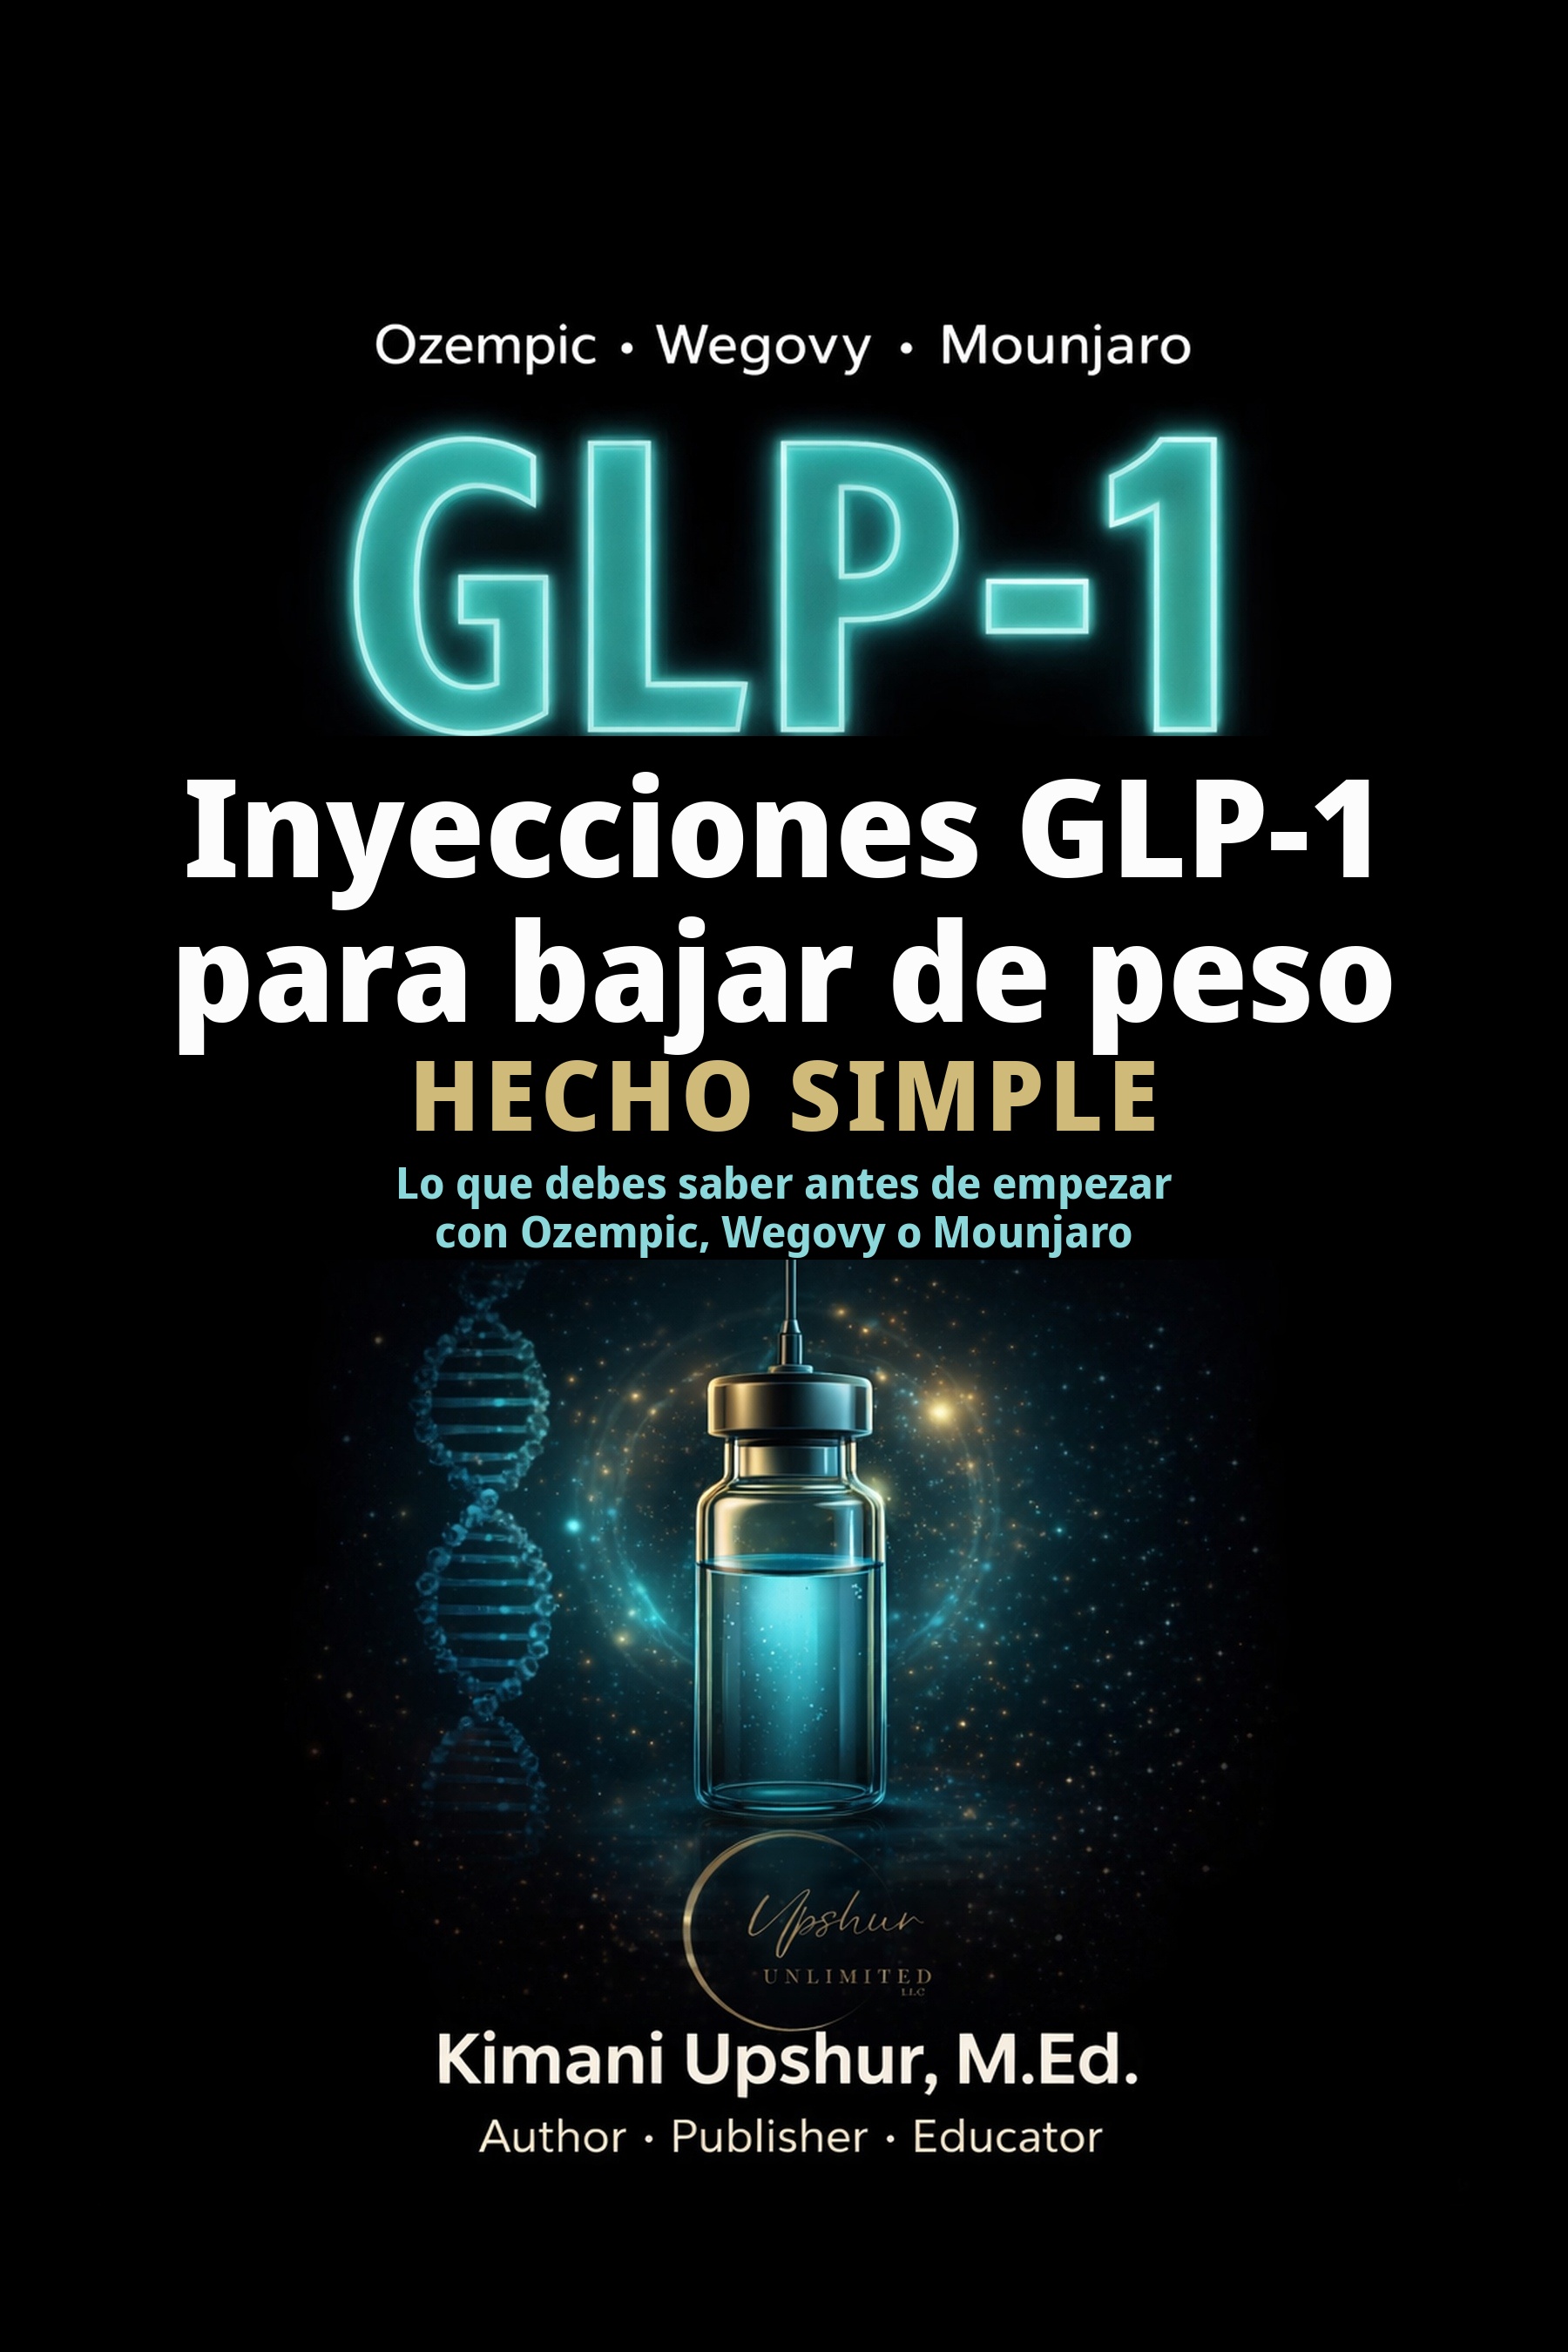 Ozempic • Wegovy • Mounjaro
GLP-1
Inyecciones GLP-1
para bajar de peso
HECHO SIMPLE
Lo que debes saber antes de empezar
con Ozempic, Wegovy o Mounjaro
Upshur
UNLIMITED
LLC
Kimani Upshur, M.Ed.
Author • Publisher • Educator